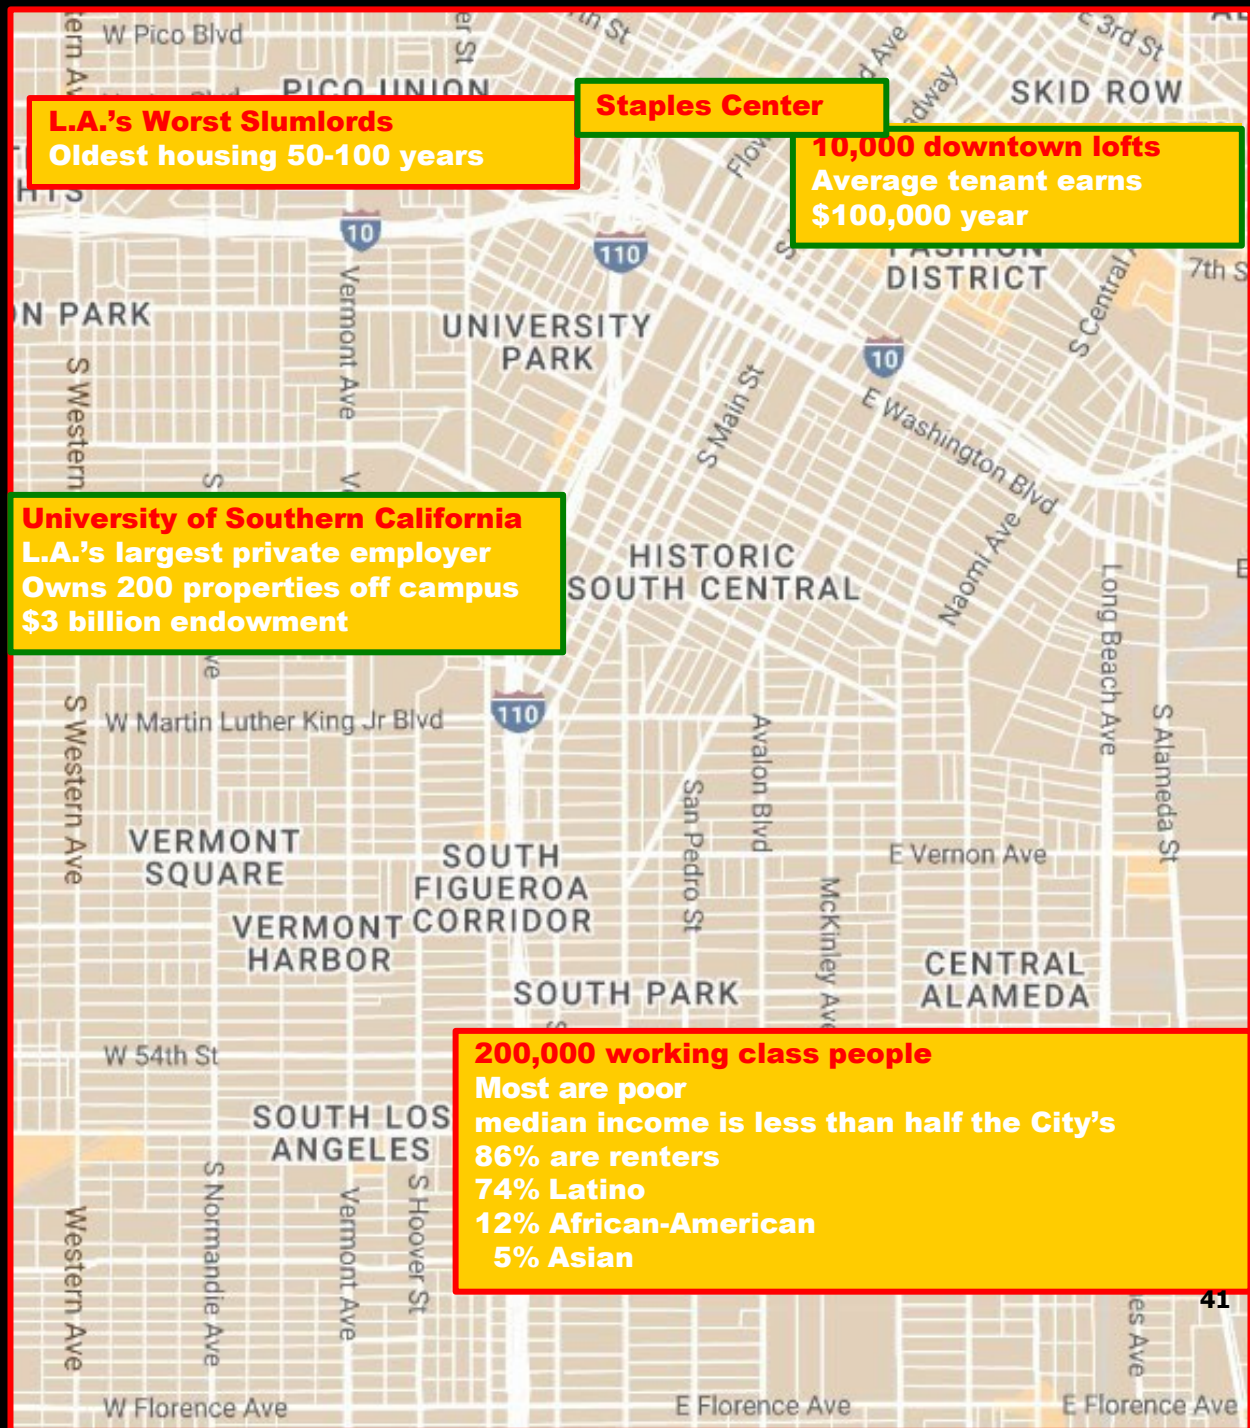 W Pico Blvd
7th St
E 3rd St
PICO UNION
SKID ROW
Staples Center
L.A.'s Worst Slumlords
Oldest housing 50-100 years
10,000 downtown lofts
Average tenant earns
$100,000 year
10
110
FASHION
DISTRICT
7th S
N PARK
Vermont Ave
UNIVERSITY
PARK
S Central
10
S Western
S Main St
E Washington Blvd
University of Southern California
L.A.'s largest private employer
Owns 200 properties off campus
$3 billion endowment
HISTORIC
SOUTH CENTRAL
Naomi Ave
Long Beach Ave
W Martin Luther King Jr Blvd
110
S Western Ave
Avalon Blvd
S Alameda St
San Pedro St
VERMONT
SQUARE
SOUTH
FIGUEROA
CORRIDOR
E Vernon Ave
McKinley Ave
VERMONT
HARBOR
CENTRAL
ALAMEDA
SOUTH PARK
W 54th St
200,000 working class people
Most are poor
median income is less than half the City's
86% are renters
74% Latino
12% African-American
5% Asian
SOUTH LOS
ANGELES
Western Ave
S Normandie Ave
Vermont Ave
S Hoover St
41
es Ave
W Florence Ave
E Florence Ave
E Florence Ave